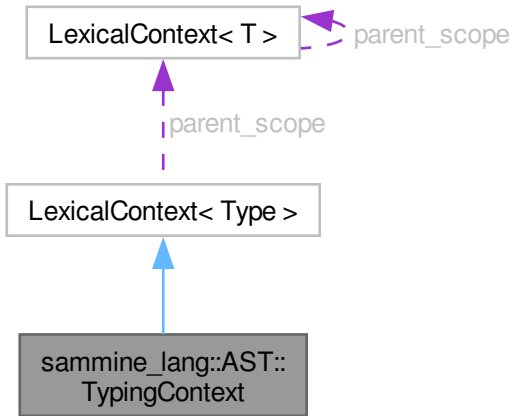 LexicalContext< T >
parent_scope
parent_scope
LexicalContext< Type >
sammine_lang::AST::
TypingContext